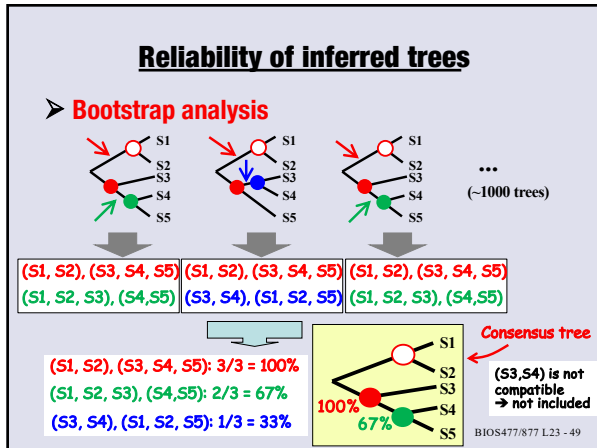 Reliability of inferred trees
➢ Bootstrap analysis
S1
S2
S3
S4
S5
S1
S2
S3
S4
S5
S1
S2
S3
S4
S5
...
(~1000 trees)
(S1, S2), (S3, S4, S5)
(S1, S2, S3), (S4,S5)
(S1, S2), (S3, S4, S5)
(S3, S4), (S1, S2, S5)
(S1, S2), (S3, S4, S5)
(S1, S2, S3), (S4,S5)
(S1, S2), (S3, S4, S5): 3/3 = 100%
(S1, S2, S3), (S4,S5): 2/3 = 67%
(S3, S4), (S1, S2, S5): 1/3 = 33%
S1
S2
S3
S4
S5
100%
67%
Consensus tree
(S3,S4) is not
compatible
➔ not included
BIOS477/877 L23 - 49